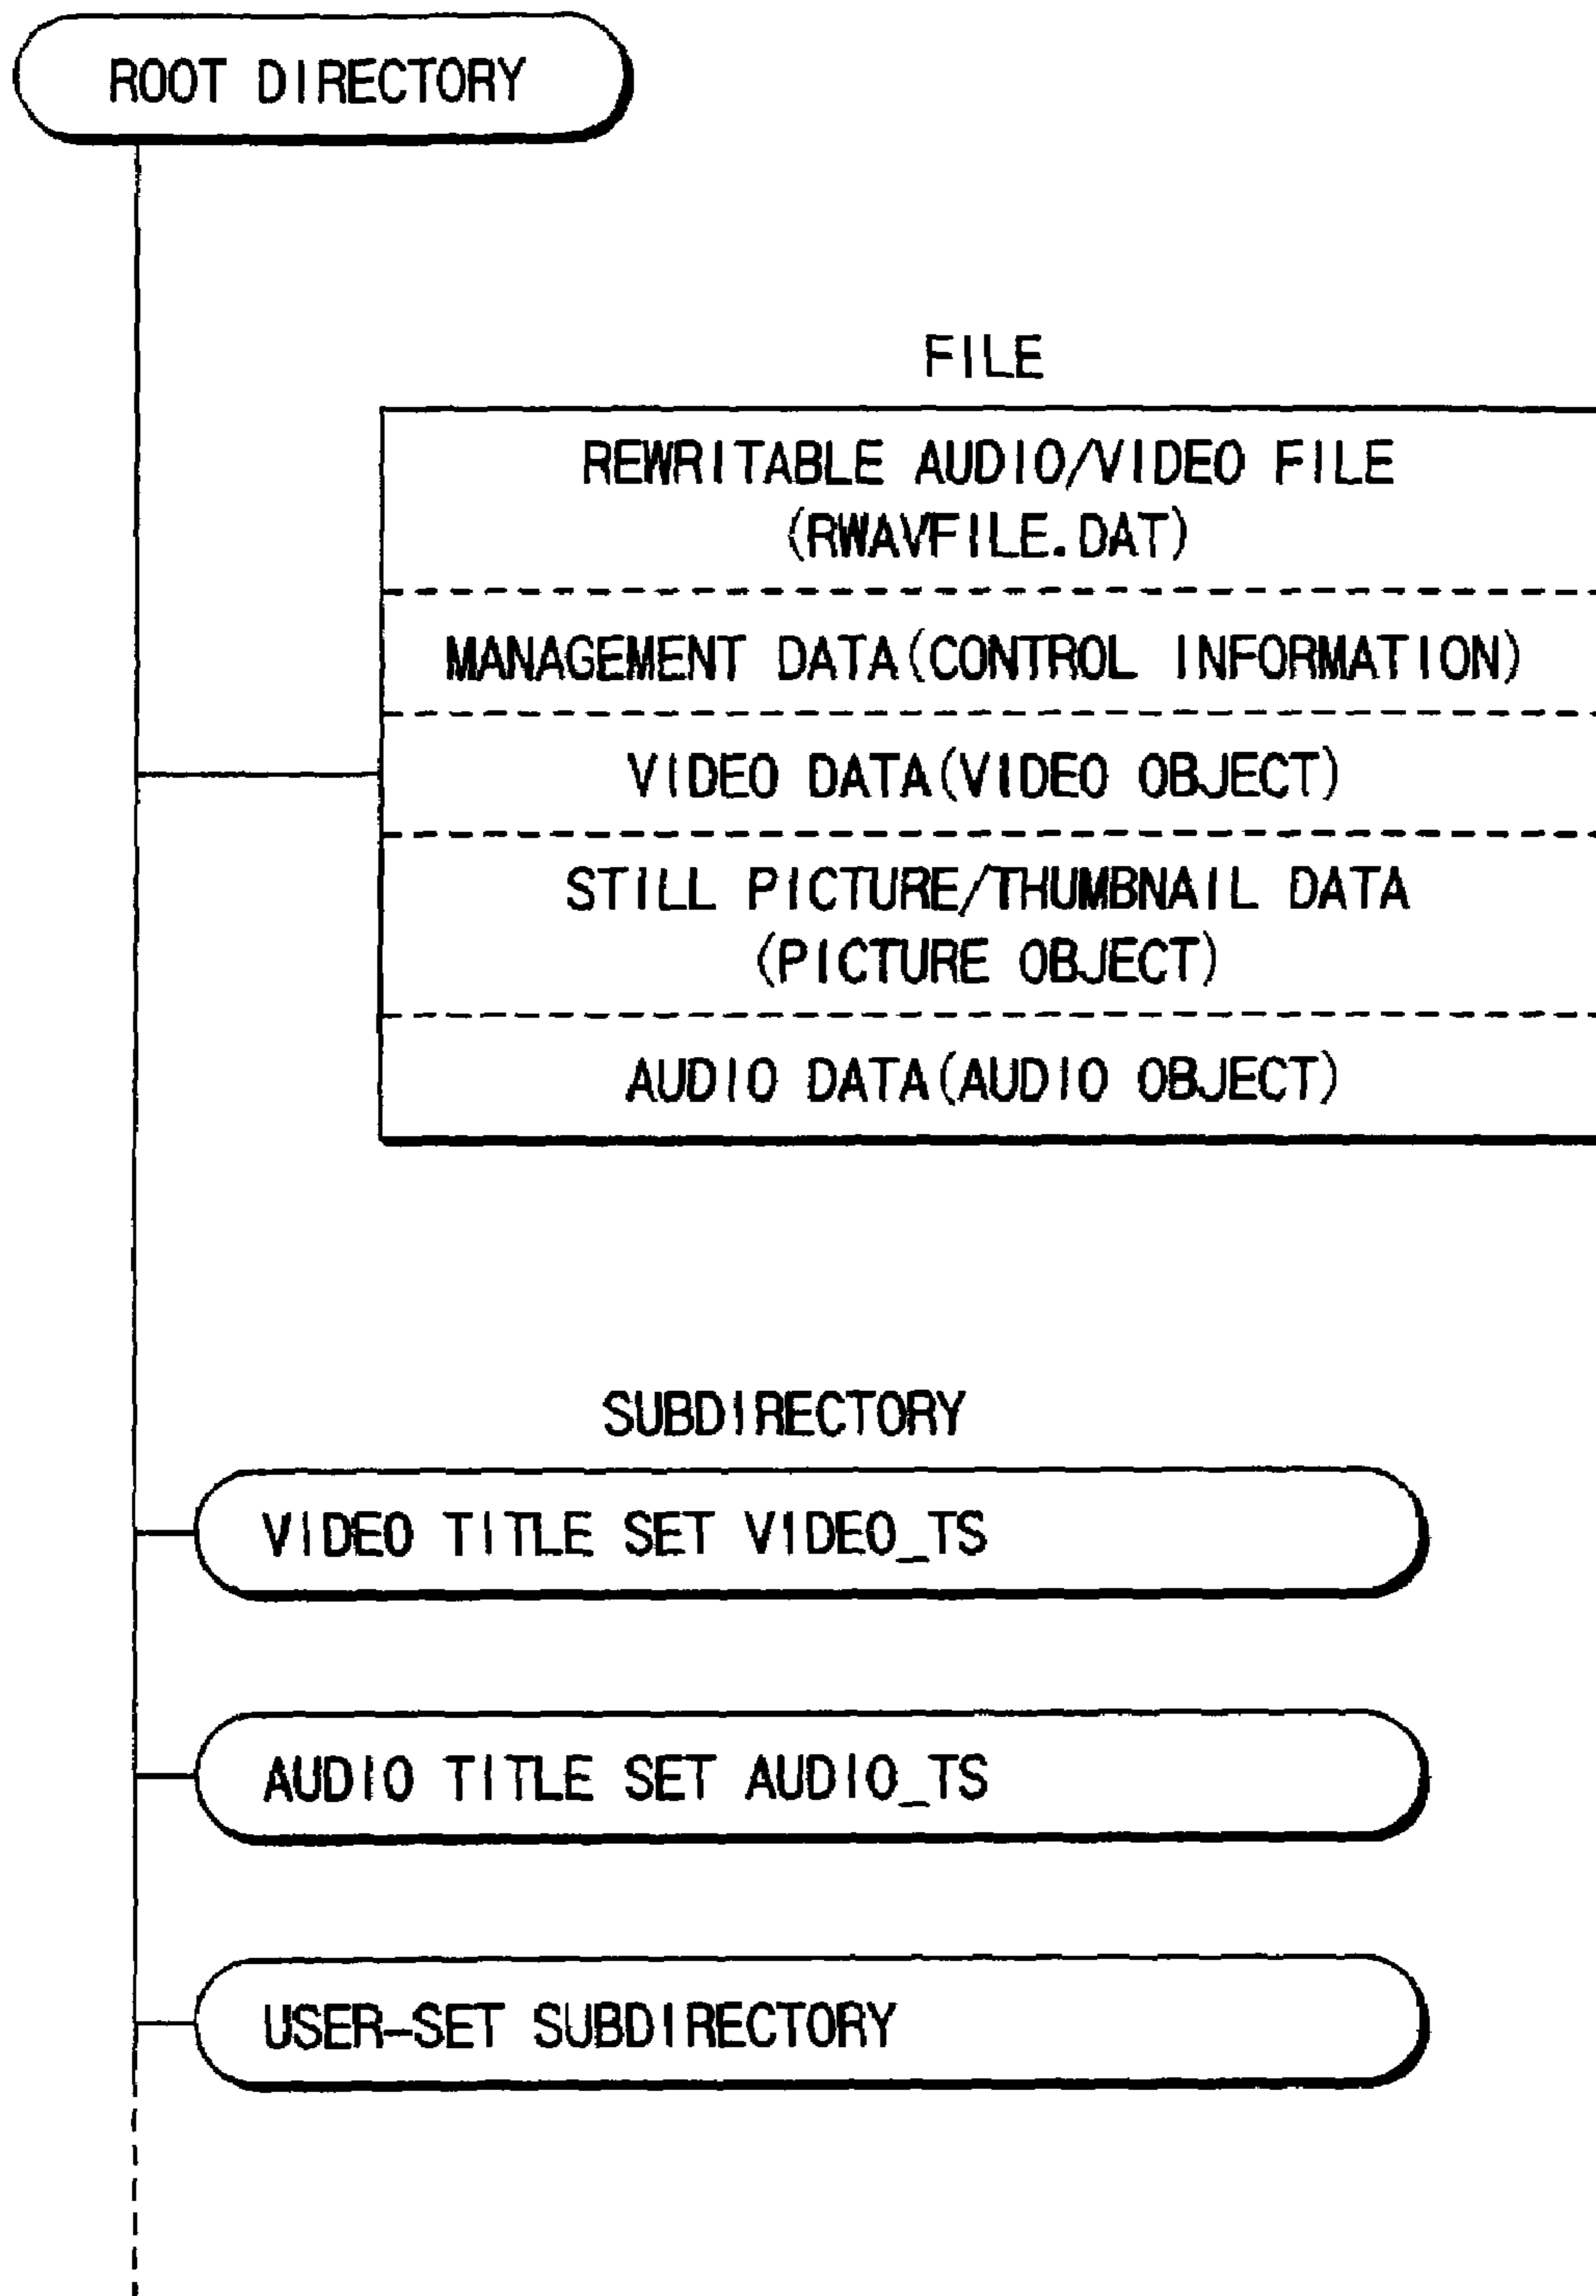 ROOT DIRECTORY
FILE
REWRITABLE AUDIO/VIDEO FILE
(RWAVFILE.DAT)
MANAGEMENT DATA(CONTROL INFORMATION)
VIDEO DATA(VIDEO OBJECT)
STILL PICTURE/THUMBNAIL DATA
(PICTURE OBJECT)
AUDIO DATA(AUDIO OBJECT)
SUBDIRECTORY
VIDEO TITLE SET VIDEO_TS
AUDIO TITLE SET AUDIO_TS
USER-SET SUBDIRECTORY